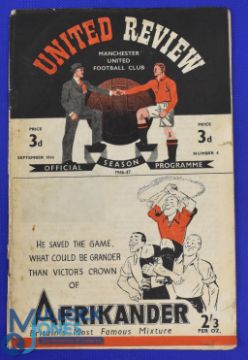 UNITED REVIEW
MANCHESTER
UNITED
FOOTBALL CLUB
PRICE
3d
PRICE
3d
SEPTEMBER
NUMBER 4
OFFICIAL SEASON PROGRAMME
1946-47
HE SAVED THE GAME,
WHAT COULD BE GRANDER
THAN VICTORS CROWN
OF
AFRIKANDER
Britain's Most Famous Mixture
2'3
PER OZ.